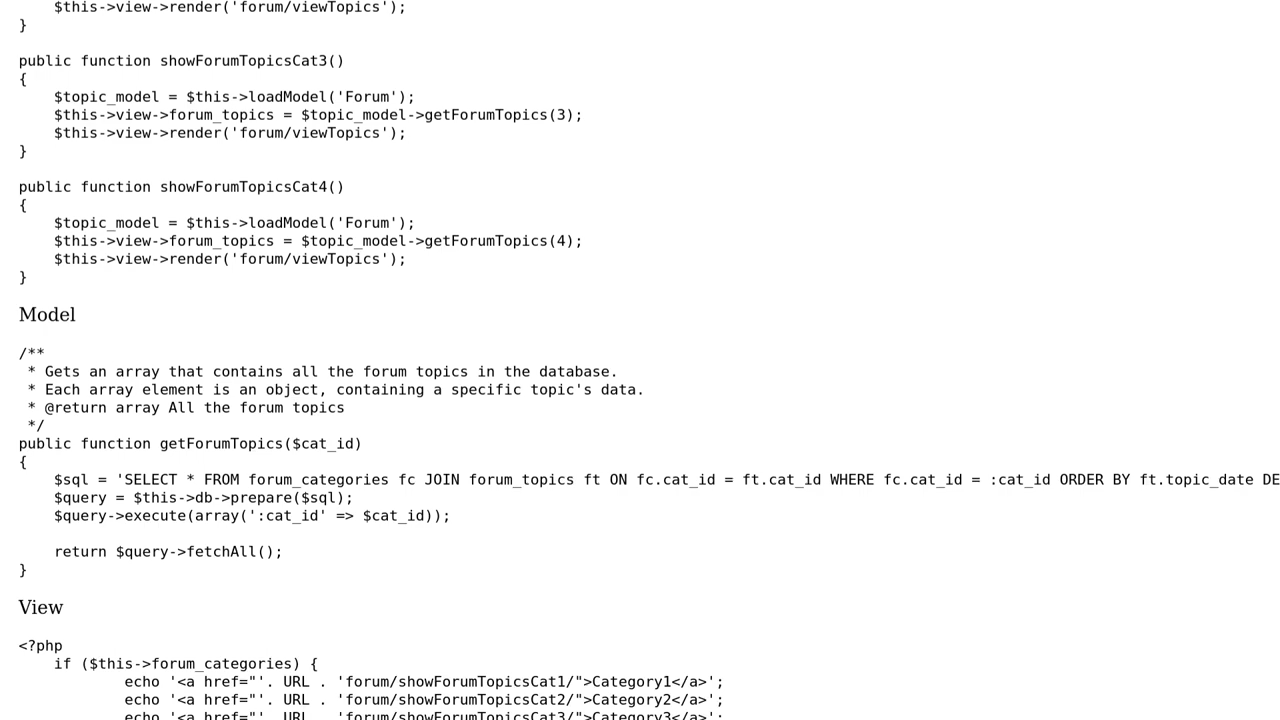 $this->view->render('forum/viewTopics');
}

public function showForumTopicsCat3()
{
    $topic_model = $this->loadModel('Forum');
    $this->view->forum_topics = $topic_model->getForumTopics(3);
    $this->view->render('forum/viewTopics');
}

public function showForumTopicsCat4()
{
    $topic_model = $this->loadModel('Forum');
    $this->view->forum_topics = $topic_model->getForumTopics(4);
    $this->view->render('forum/viewTopics');
}

Model

/**
 * Gets an array that contains all the forum topics in the database.
 * Each array element is an object, containing a specific topic's data.
 * @return array All the forum topics
 */
public function getForumTopics($cat_id)
{
    $sql = 'SELECT * FROM forum_categories fc JOIN forum_topics ft ON fc.cat_id = ft.cat_id WHERE fc.cat_id = :cat_id ORDER BY ft.topic_date DE
    $query = $this->db->prepare($sql);
    $query->execute(array(':cat_id' => $cat_id));

    return $query->fetchAll();
}

View

<?php
    if ($this->forum_categories) {
            echo '<a href="'. URL . 'forum/showForumTopicsCat1/">Category1</a>';
            echo '<a href="'. URL . 'forum/showForumTopicsCat2/">Category2</a>';
            echo '<a href="'. URL . 'forum/showForumTopicsCat3/">Category3</a>';